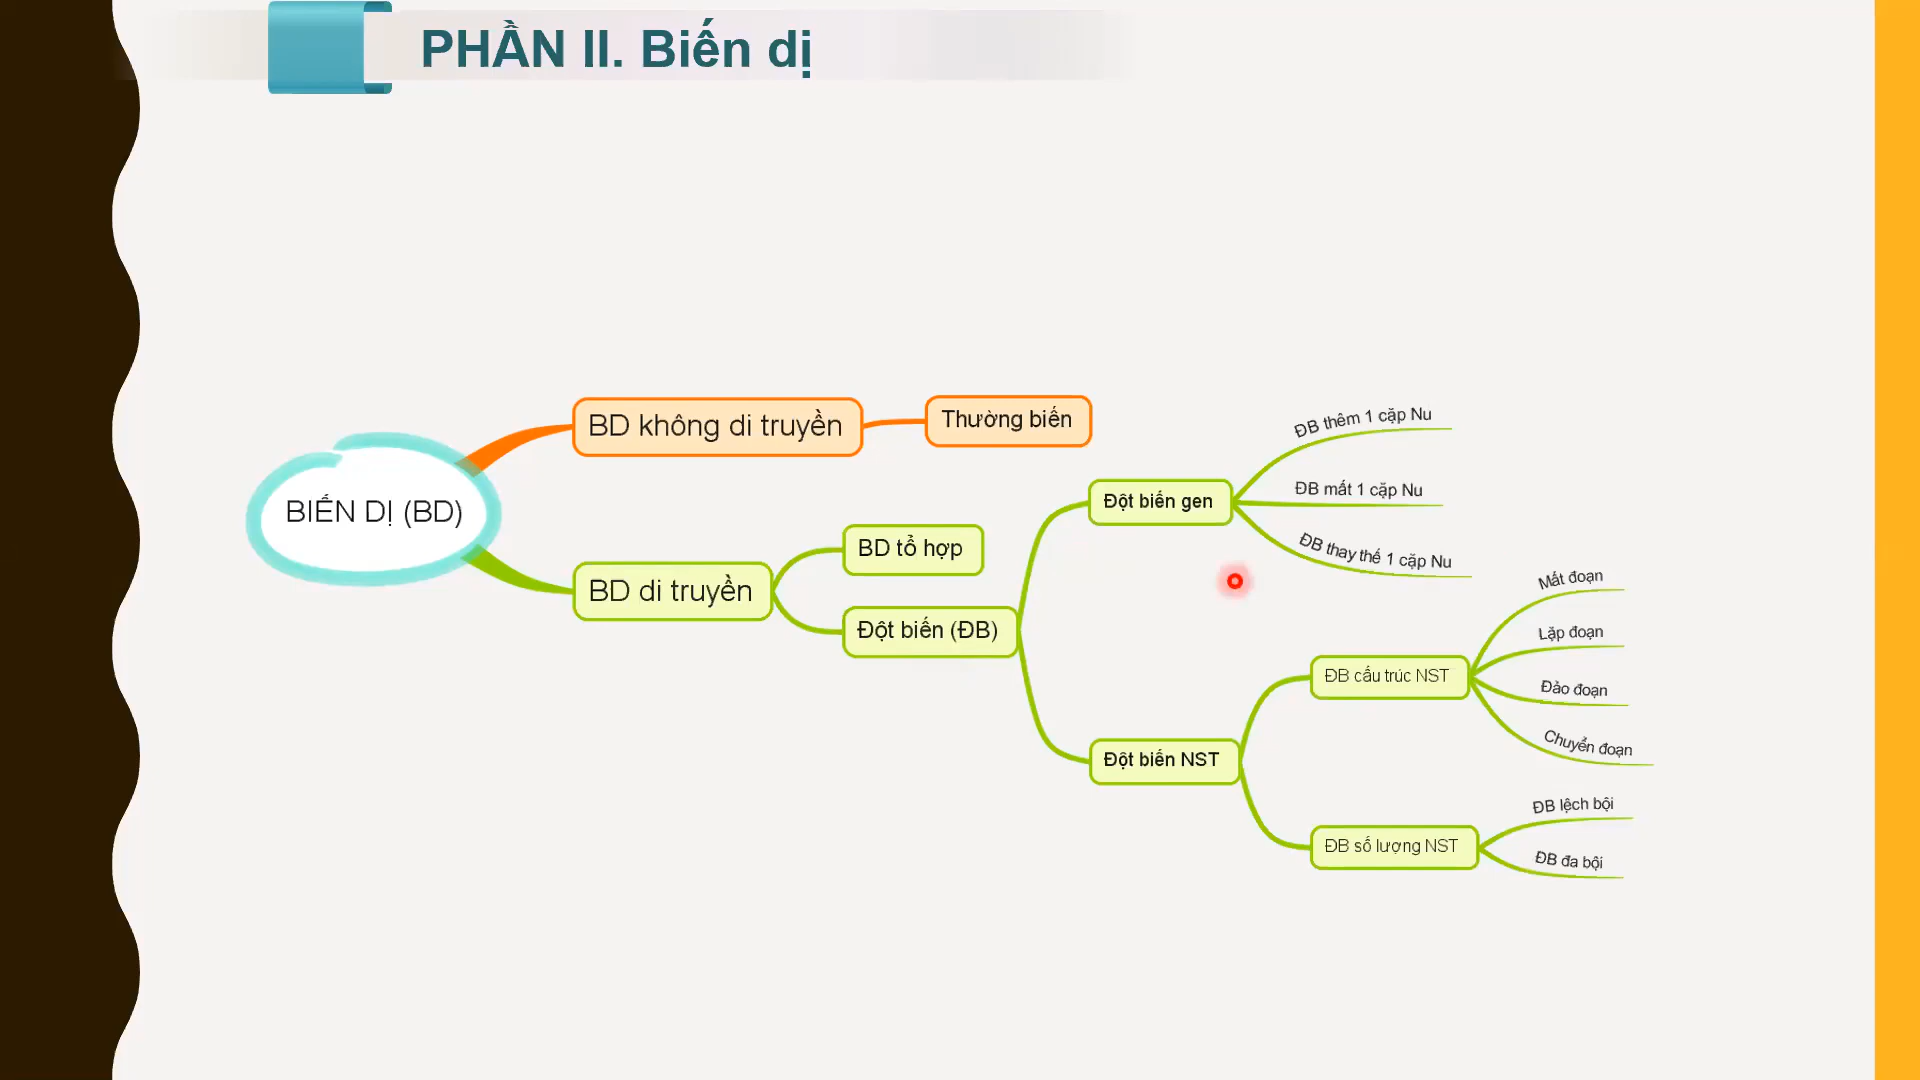 PHẦN II. Biến dị
BIẾN DỊ (BD)
BD không di truyền
Thường biến
BD di truyền
BD tổ hợp
Đột biến (ĐB)
Đột biến gen
ĐB thêm 1 cặp Nu
ĐB mất 1 cặp Nu
ĐB thay thế 1 cặp Nu
Đột biến NST
ĐB cấu trúc NST
Mất đoạn
Lặp đoạn
Đảo đoạn
Chuyển đoạn
ĐB số lượng NST
ĐB lệch bội
ĐB đa bội